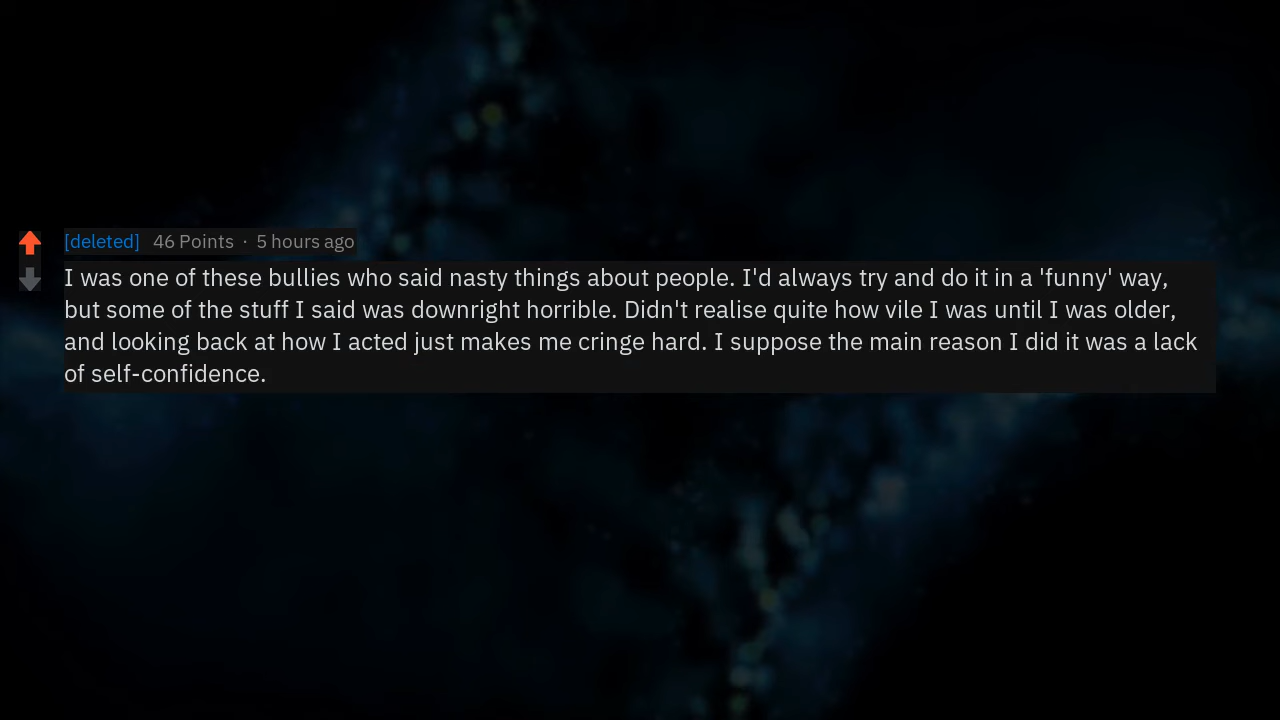 [deleted] 46 Points · 5 hours ago
I was one of these bullies who said nasty things about people. I'd always try and do it in a 'funny' way,
but some of the stuff I said was downright horrible. Didn't realise quite how vile I was until I was older,
and looking back at how I acted just makes me cringe hard. I suppose the main reason I did it was a lack
of self-confidence.